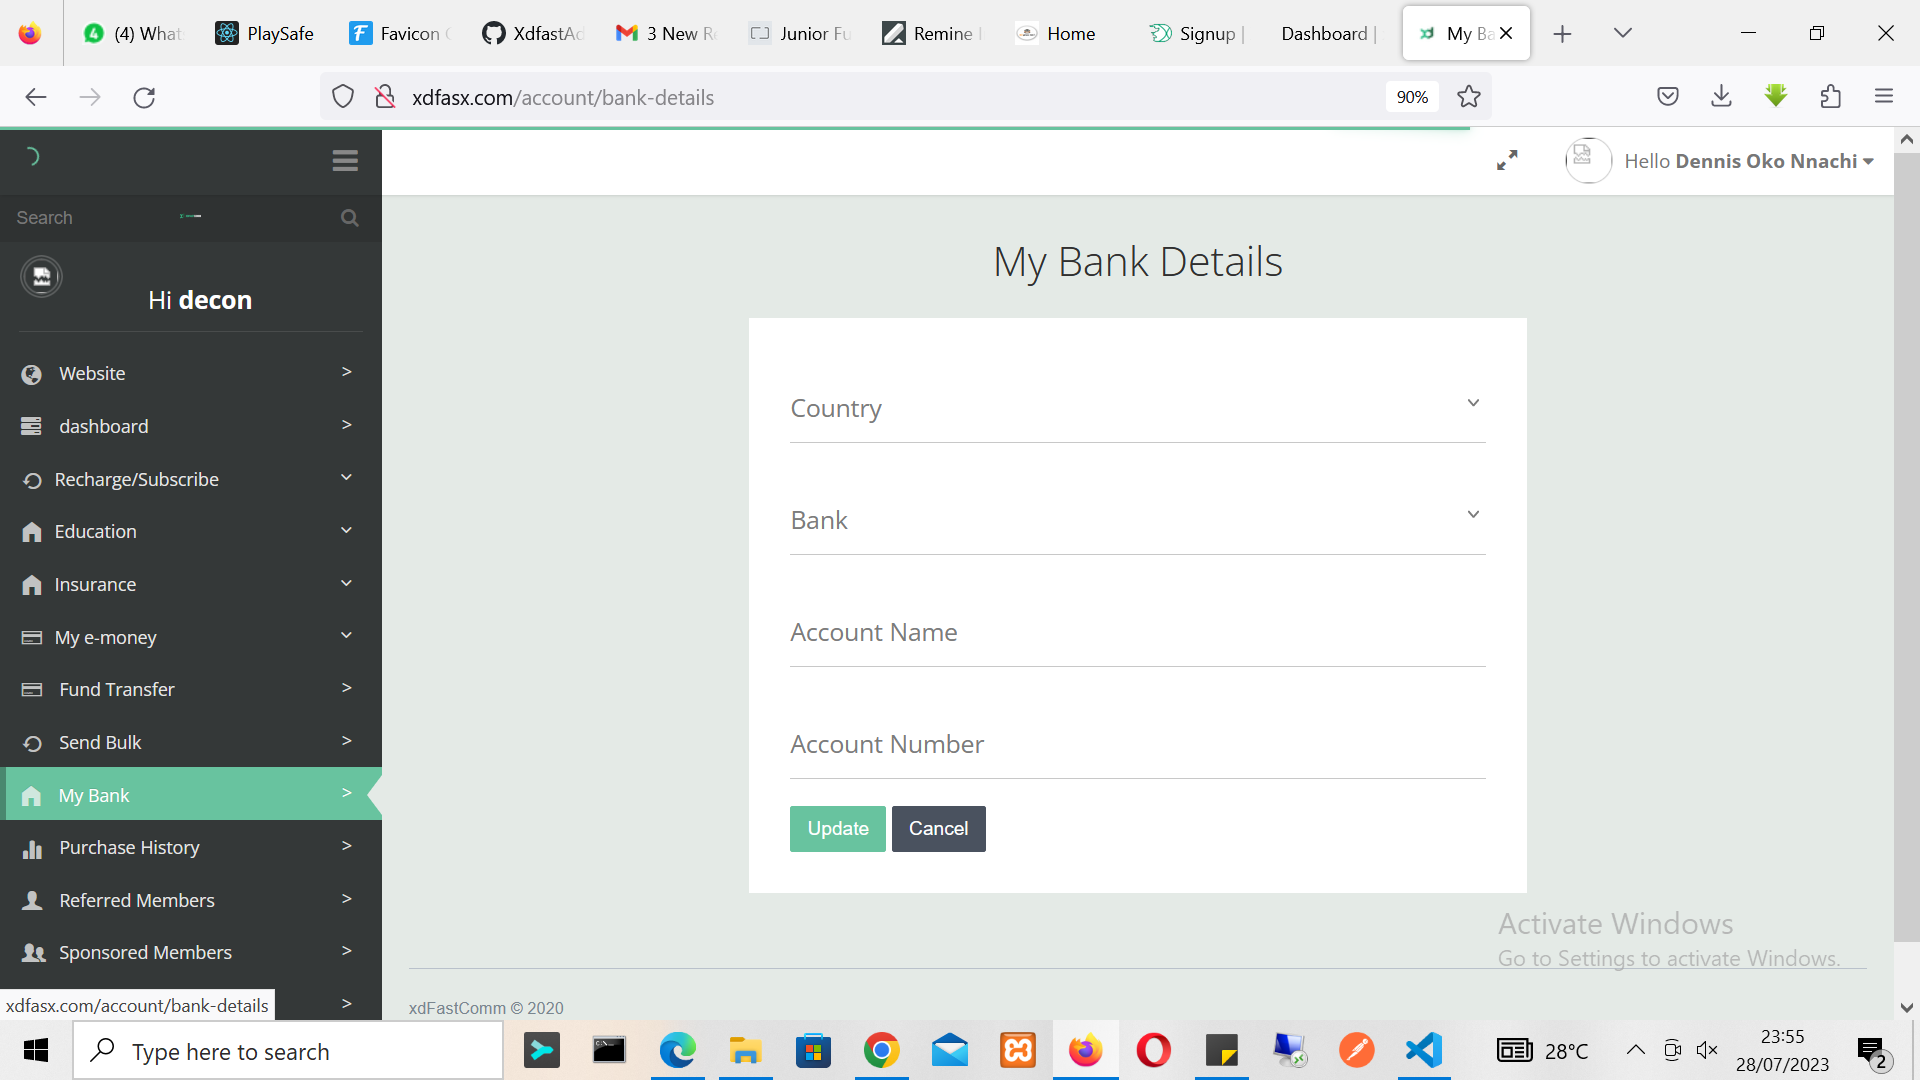 (4) What
PlaySafe
Favicon
XdfastAd
3 New Re
Junior Fu
Remine
Home
Signup |
Dashboard |
My Ba
xdfasx.com/account/bank-details
90%
Hello Dennis Oko Nnachi
Search
Hi decon
Website
dashboard
Recharge/Subscribe
Education
Insurance
My e-money
Fund Transfer
Send Bulk
My Bank
Purchase History
Referred Members
Sponsored Members
xdfasx.com/account/bank-details
My Bank Details
Country
Bank
Account Name
Account Number
Update
Cancel
Activate Windows
Go to Settings to activate Windows.
xdFastComm © 2020
Type here to search
28°C
23:55
28/07/2023
2